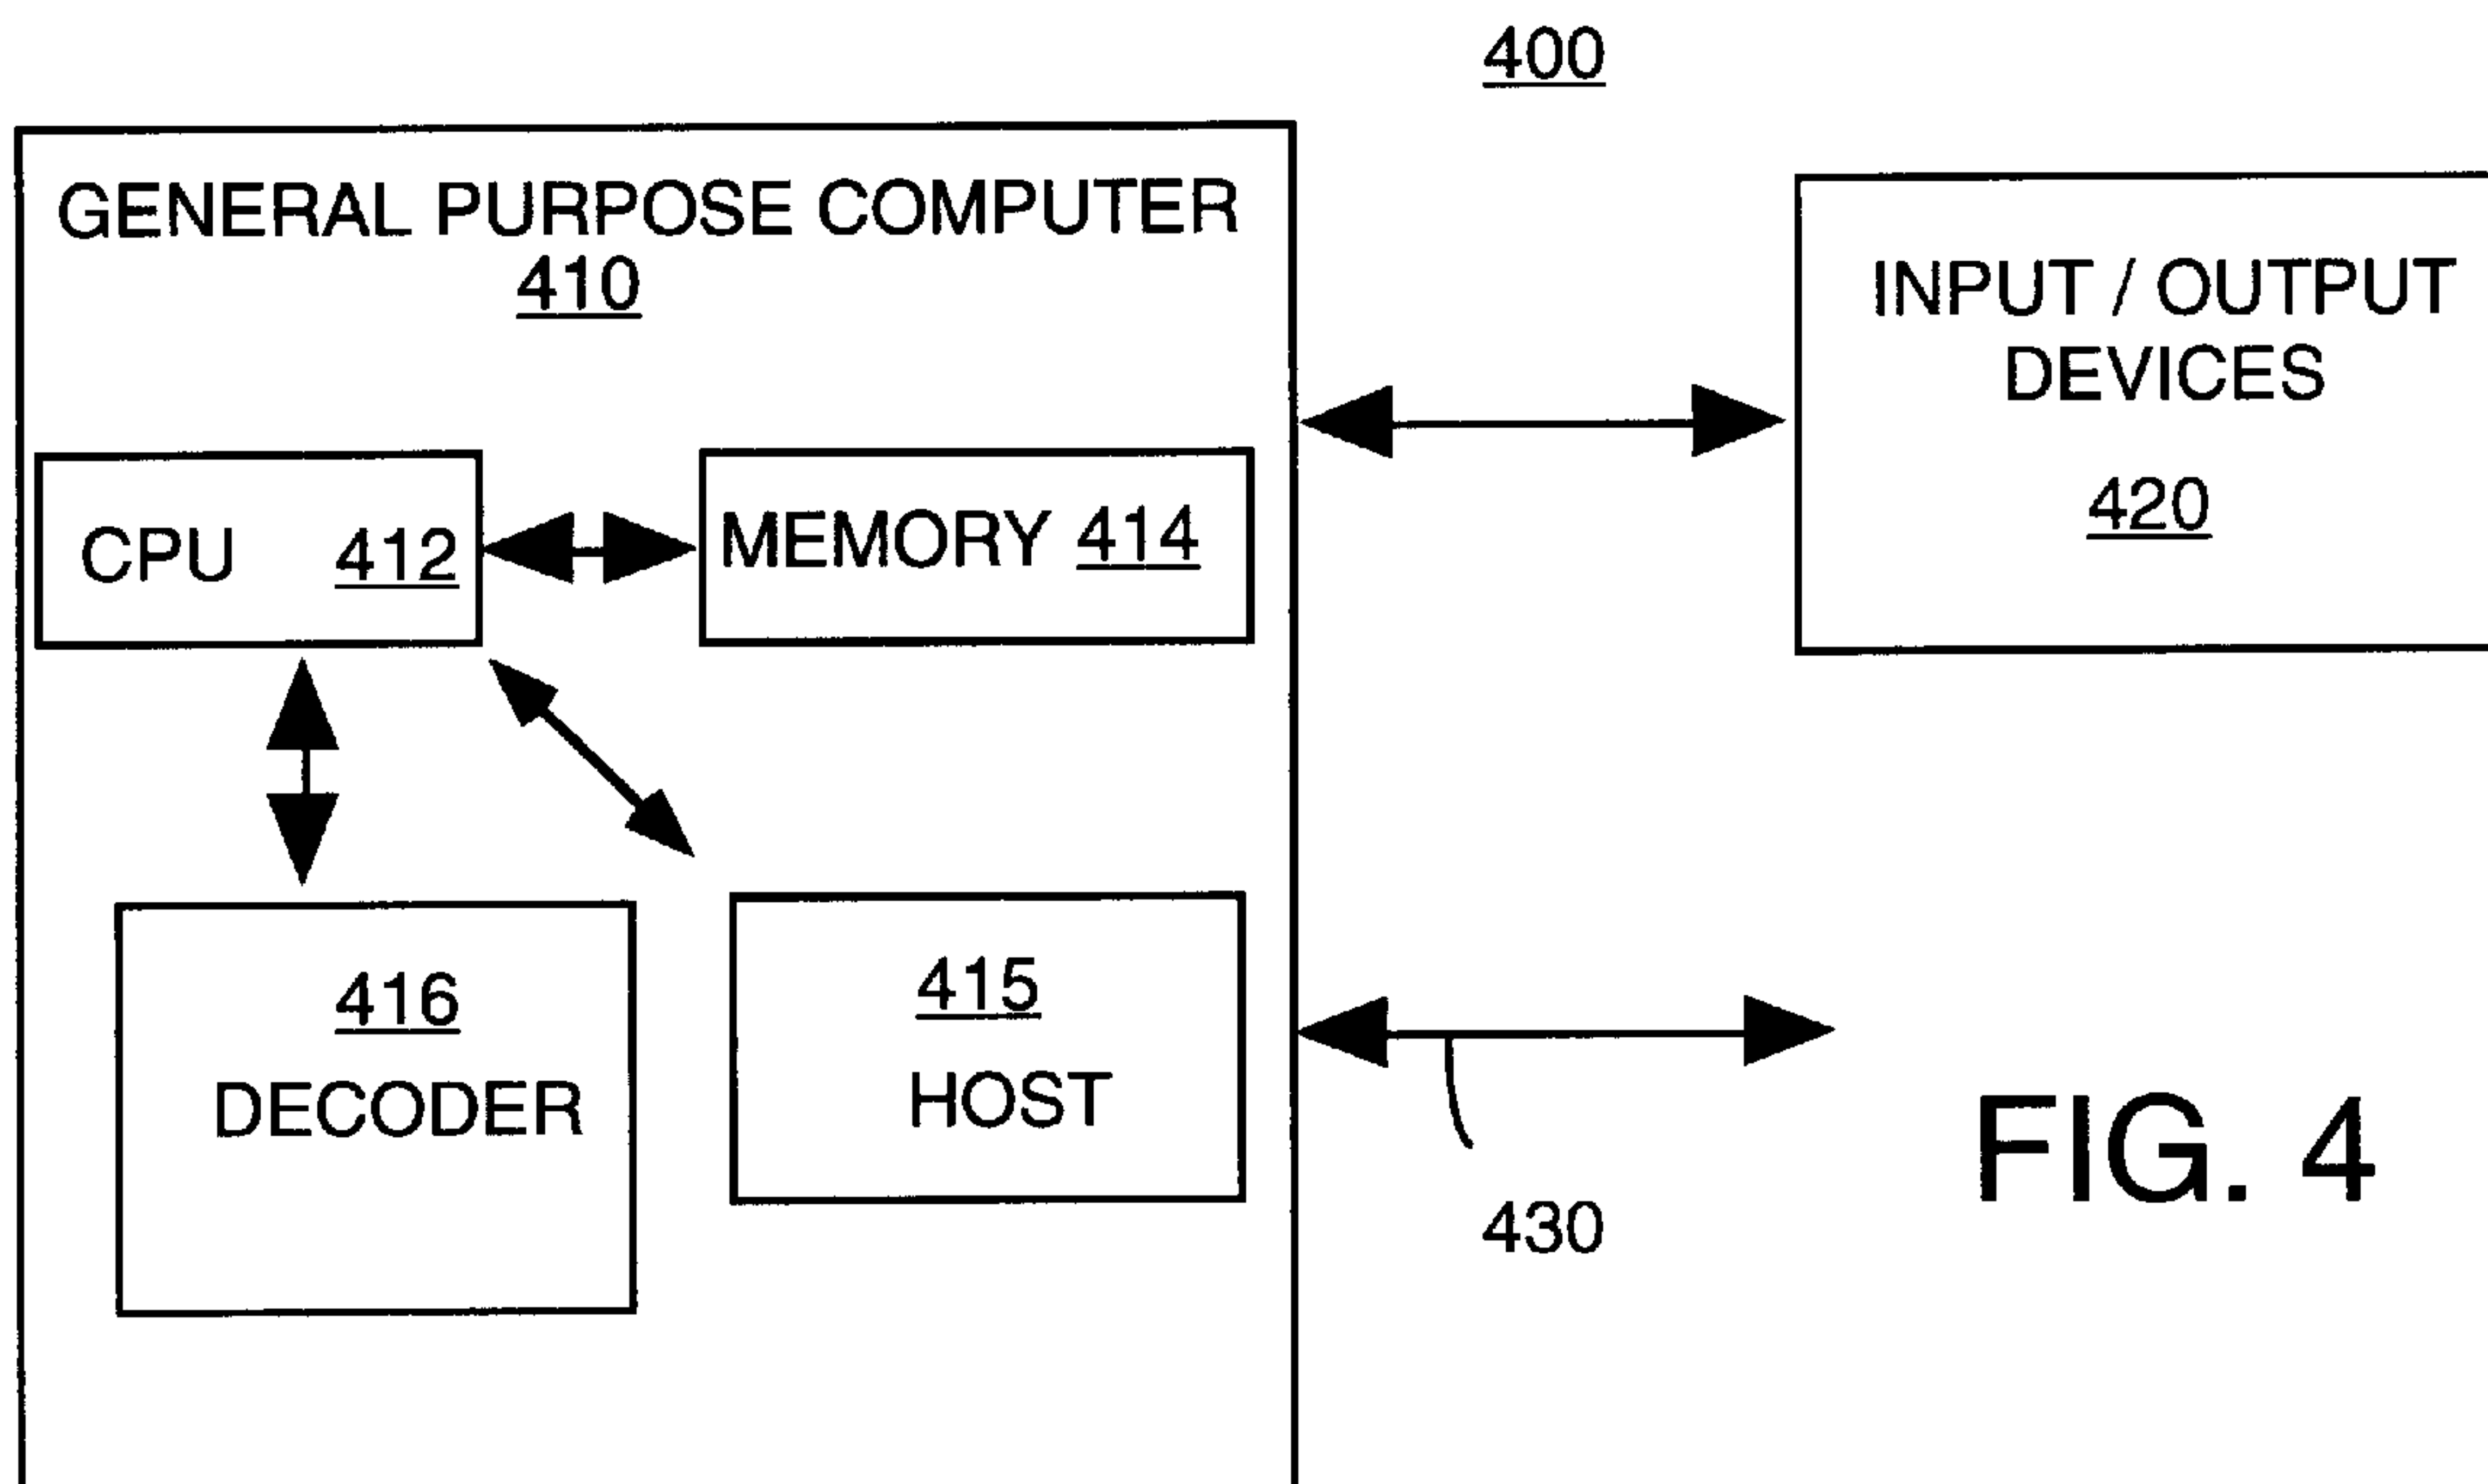 400
GENERAL PURPOSE COMPUTER
410
INPUT / OUTPUT
DEVICES
420
CPU 412
MEMORY 414
416
DECODER
415
HOST
430
FIG. 4